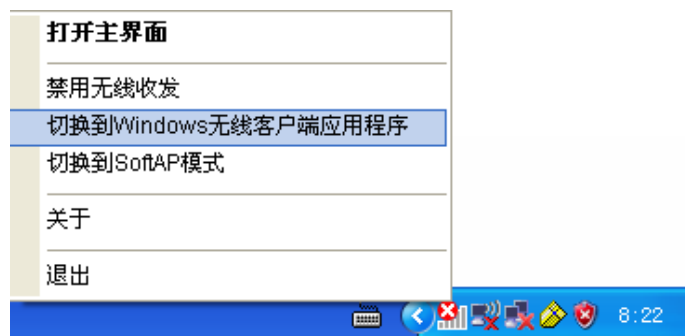 打开主界面
禁用无线收发
切换到Windows无线客户端应用程序
切换到SoftAP模式
关于
退出
8:22